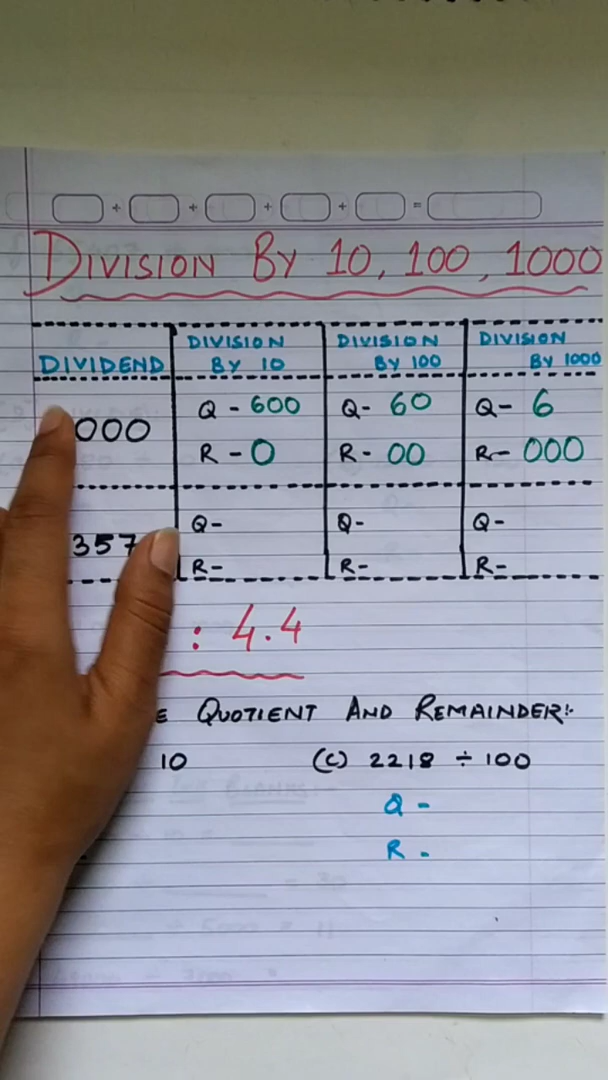 + + + + =
DIVISION BY 10, 100, 1000
DIVIDEND DIVISION BY 10 DIVISION BY 100 DIVISION BY 1000
000 Q - 600 Q- 60 Q- 6
R - 0 R- 00 R- 000
357 Q- Q- Q-
R- R- R-
: 4.4
E QUOTIENT AND REMAINDER:-
10 (C) 2218 ÷ 100
Q -
R -